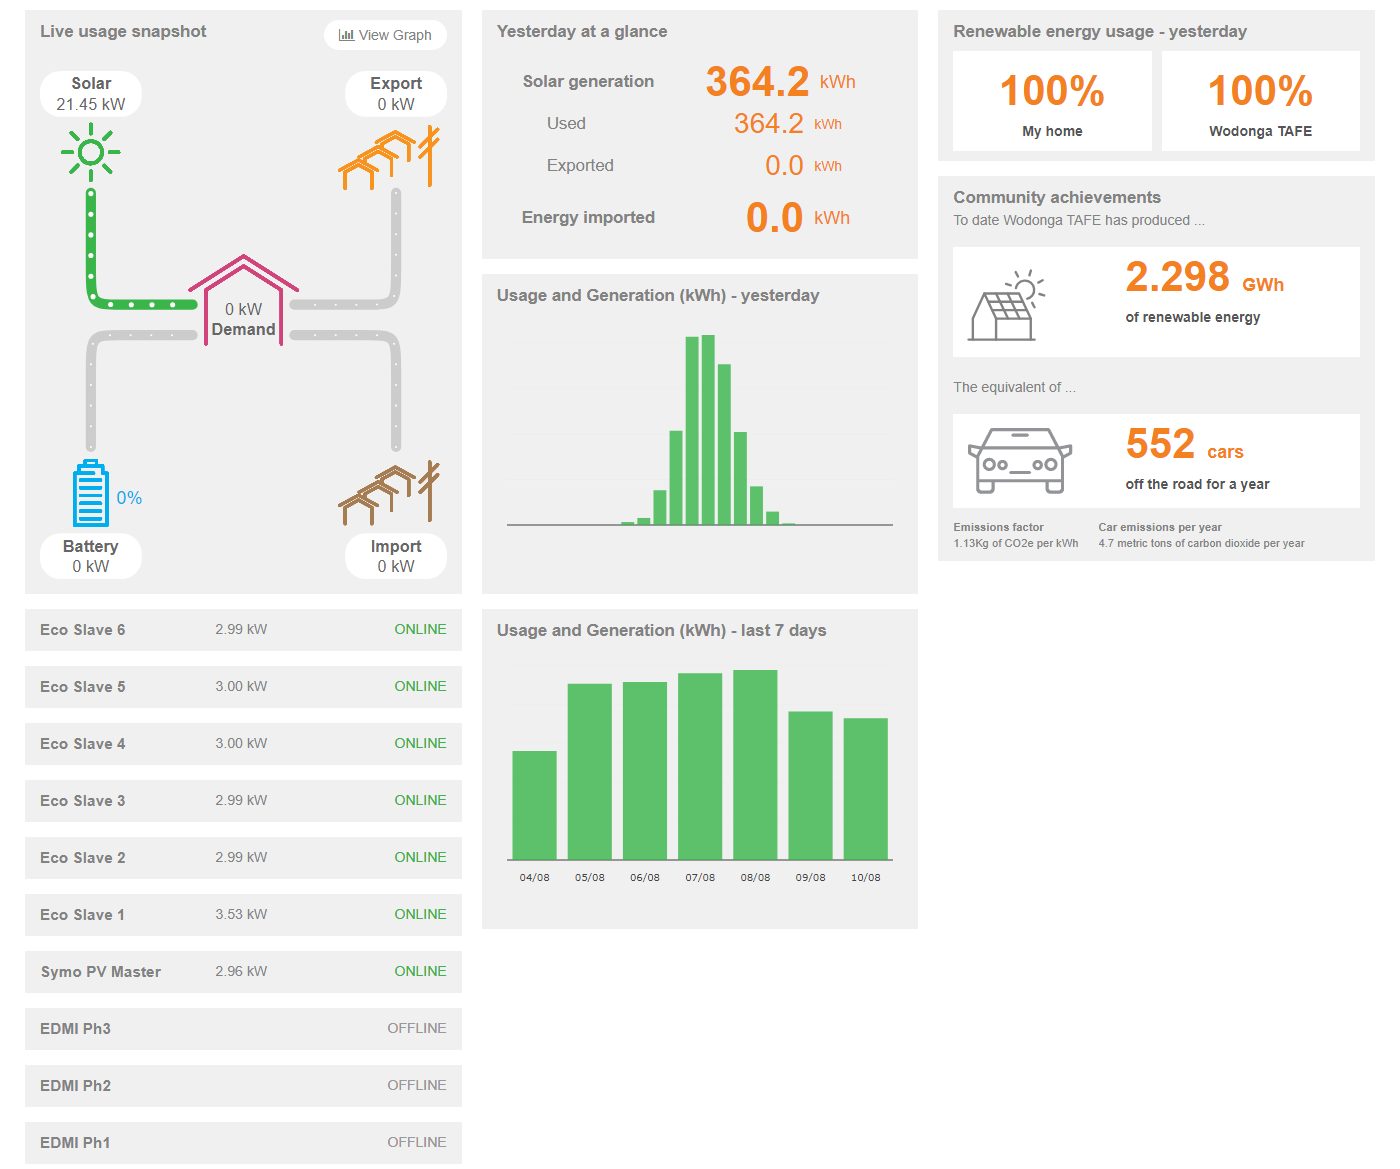 Live usage snapshot
View Graph
Solar
21.45 kW
Export
0 kW
0 kW
Demand
0%
Battery
0 kW
Import
0 kW
Eco Slave 6 2.99 kW ONLINE
Eco Slave 5 3.00 kW ONLINE
Eco Slave 4 3.00 kW ONLINE
Eco Slave 3 2.99 kW ONLINE
Eco Slave 2 2.99 kW ONLINE
Eco Slave 1 3.53 kW ONLINE
Symo PV Master 2.96 kW ONLINE
EDMI Ph3 OFFLINE
EDMI Ph2 OFFLINE
EDMI Ph1 OFFLINE
Yesterday at a glance
Solar generation 364.2 kWh
Used 364.2 kWh
Exported 0.0 kWh
Energy imported 0.0 kWh
Usage and Generation (kWh) - yesterday
Usage and Generation (kWh) - last 7 days
04/08 05/08 06/08 07/08 08/08 09/08 10/08
Renewable energy usage - yesterday
100%
My home
100%
Wodonga TAFE
Community achievements
To date Wodonga TAFE has produced ...
2.298 GWh
of renewable energy
The equivalent of ...
552 cars
off the road for a year
Emissions factor
1.13Kg of CO2e per kWh
Car emissions per year
4.7 metric tons of carbon dioxide per year